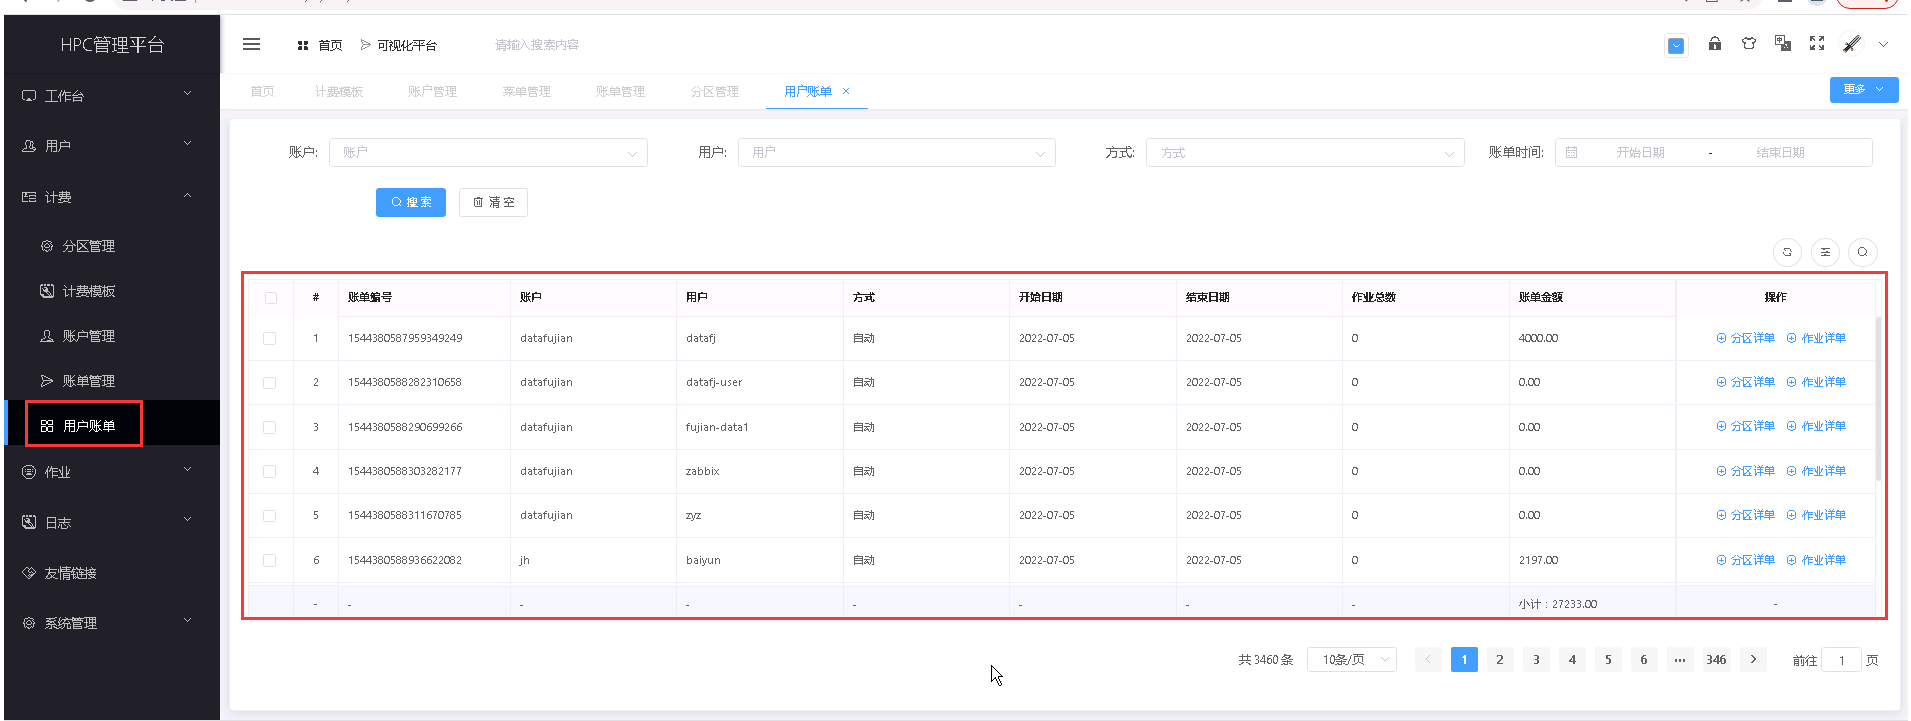 HPC管理平台
首页 可视化平台 请输入搜索内容
工作台
用户
计费
分区管理
计费模板
账户管理
账单管理
用户账单
作业
日志
友情链接
系统管理
首页 计费模板 账户管理 菜单管理 账单管理 分区管理 用户账单 × 更多
账户: 账户 用户: 用户 方式: 方式 账单时间: 开始日期 - 结束日期
搜索 清空
# 账单编号 账户 用户 方式 开始日期 结束日期 作业总数 账单金额 操作
1 1544380587959349249 datafujian datafj 自动 2022-07-05 2022-07-05 0 4000.00 分区详单 作业详单
2 1544380588282310658 datafujian datafj-user 自动 2022-07-05 2022-07-05 0 0.00 分区详单 作业详单
3 1544380588290699266 datafujian fujian-data1 自动 2022-07-05 2022-07-05 0 0.00 分区详单 作业详单
4 1544380588303282177 datafujian zabbix 自动 2022-07-05 2022-07-05 0 0.00 分区详单 作业详单
5 1544380588311670785 datafujian zyz 自动 2022-07-05 2022-07-05 0 0.00 分区详单 作业详单
6 1544380588936622082 jh baiyun 自动 2022-07-05 2022-07-05 0 2197.00 分区详单 作业详单
- - - - - - - - 小计：27233.00 -
共 3460 条 10条/页 1 2 3 4 5 6 ··· 346 前往 1 页